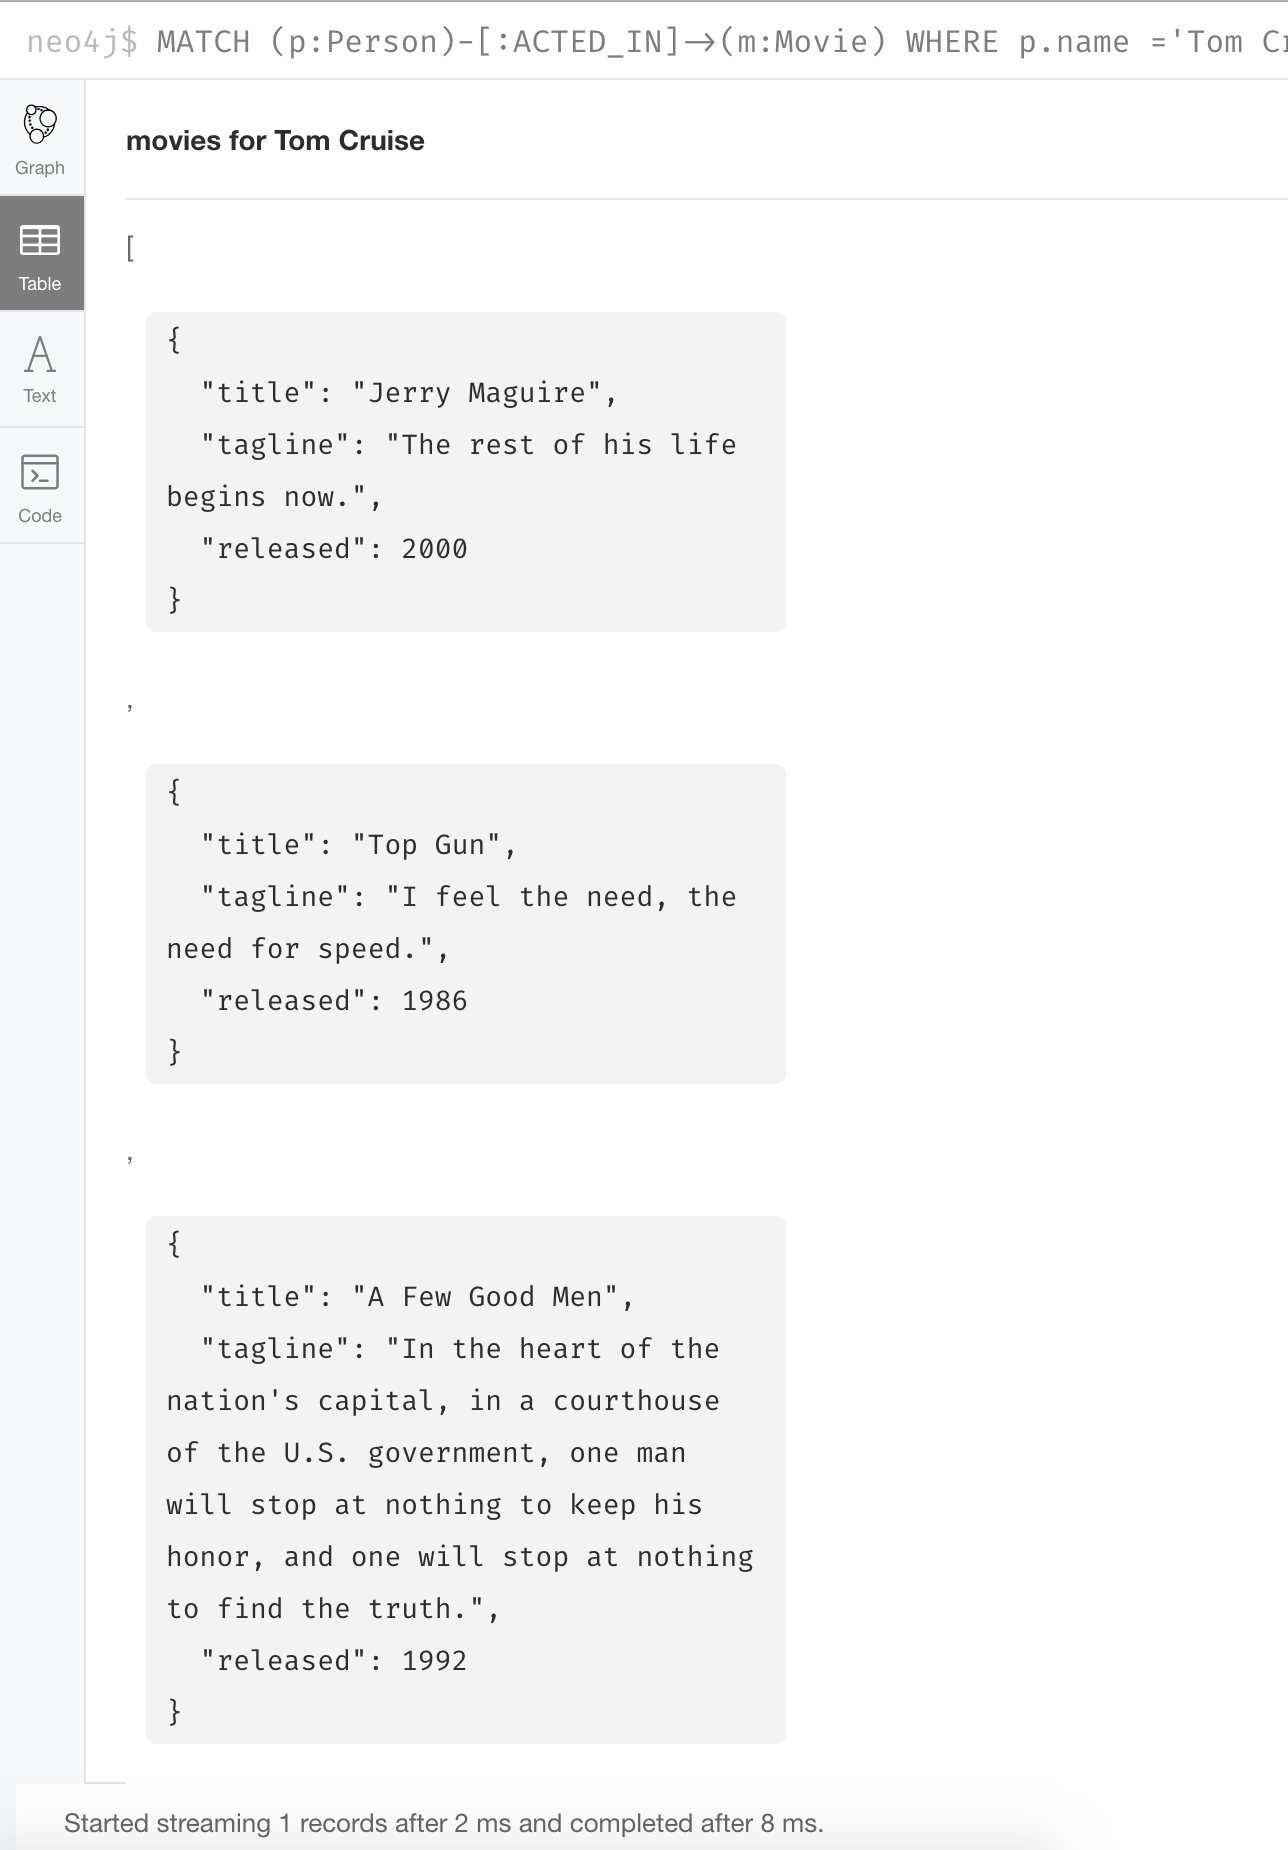 neo4j$ MATCH (p:Person)-[:ACTED_IN]→(m:Movie) WHERE p.name ='Tom
Graph
Table
Text
Code
movies for Tom Cruise
[
{
"title": "Jerry Maguire",
"tagline": "The rest of his life
begins now.",
"released": 2000
}
,
{
"title": "Top Gun",
"tagline": "I feel the need, the
need for speed.",
"released": 1986
}
,
{
"title": "A Few Good Men",
"tagline": "In the heart of the
nation's capital, in a courthouse
of the U.S. government, one man
will stop at nothing to keep his
honor, and one will stop at nothing
to find the truth.",
"released": 1992
}
Started streaming 1 records after 2 ms and completed after 8 ms.